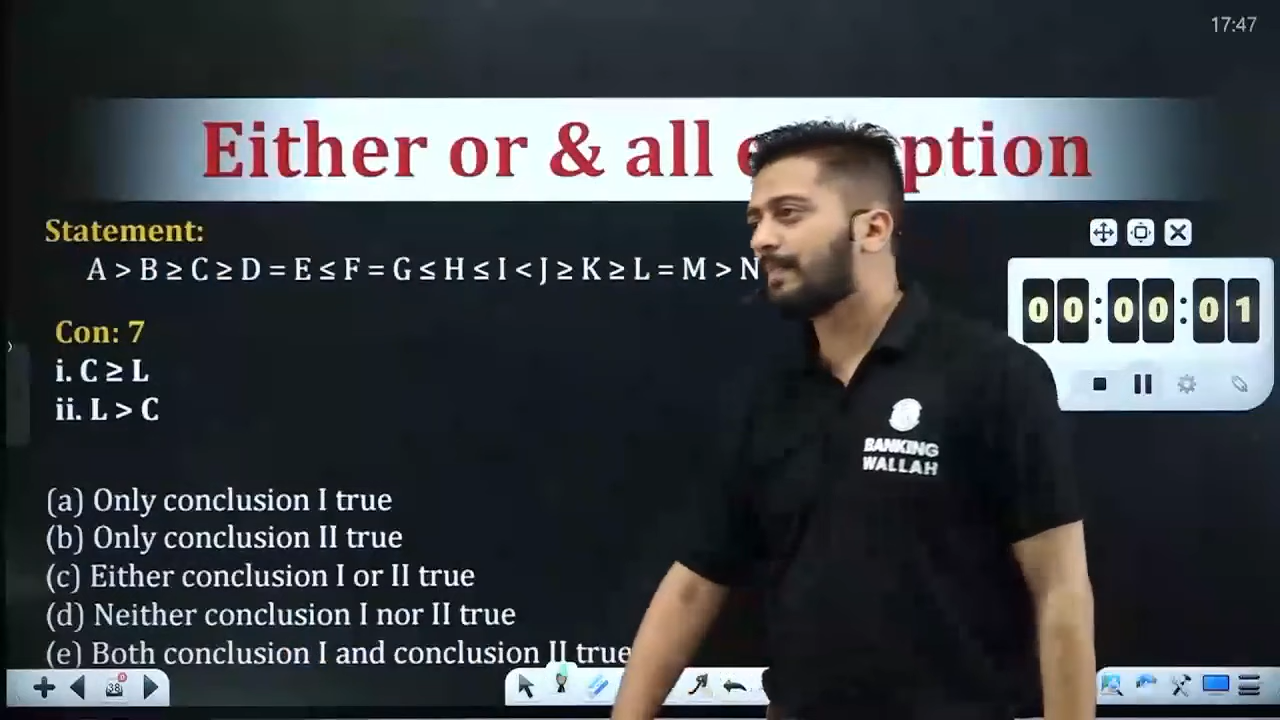 17:47
Either or & all
ption
Statement:
A > B ≥ C ≥ D = E ≤ F = G ≤ H ≤ I < J ≥ K ≥ L = M > N
Con: 7
i. C ≥ L
ii. L > C
00:00:01
(a) Only conclusion I true
(b) Only conclusion II true
(c) Either conclusion I or II true
(d) Neither conclusion I nor II true
(e) Both conclusion I and conclusion II true
BANKING
WALLAH
38